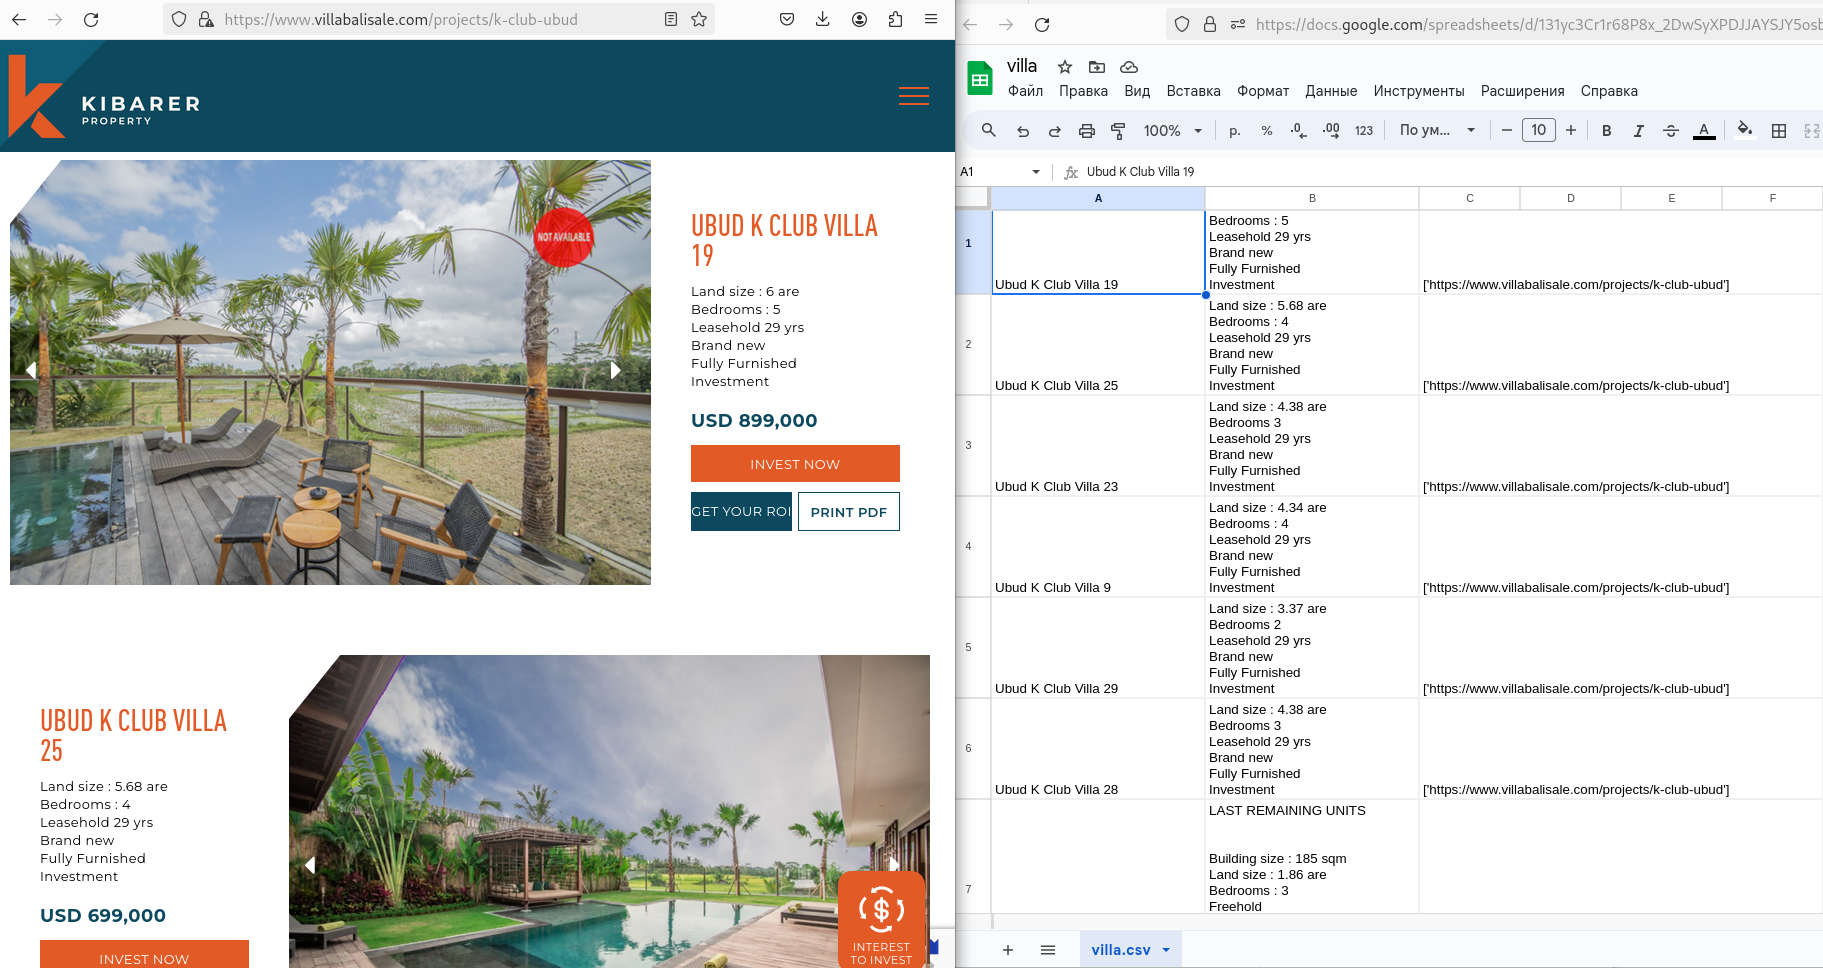 https://www.villabalisale.com/projects/k-club-ubud
KIBARER
PROPERTY
NOT AVAILABLE
UBUD K CLUB VILLA
19
Land size : 6 are
Bedrooms : 5
Leasehold 29 yrs
Brand new
Fully Furnished
Investment
USD 899,000
INVEST NOW
GET YOUR ROI
PRINT PDF
UBUD K CLUB VILLA
25
Land size : 5.68 are
Bedrooms : 4
Leasehold 29 yrs
Brand new
Fully Furnished
Investment
USD 699,000
INVEST NOW
INTEREST
TO INVEST
https://docs.google.com/spreadsheets/d/131yc3Cr1r68P8x_2DwSyXPDJJAYSJY5osb
villa
Файл Правка Вид Вставка Формат Данные Инструменты Расширения Справка
100% р. % .0 .00 123 По ум... 10 B I A
A1 fx Ubud K Club Villa 19
A B C D E F
1
Bedrooms : 5
Leasehold 29 yrs
Brand new
Fully Furnished
Investment
Ubud K Club Villa 19
['https://www.villabalisale.com/projects/k-club-ubud']
2
Land size : 5.68 are
Bedrooms : 4
Leasehold 29 yrs
Brand new
Fully Furnished
Investment
Ubud K Club Villa 25
['https://www.villabalisale.com/projects/k-club-ubud']
3
Land size : 4.38 are
Bedrooms 3
Leasehold 29 yrs
Brand new
Fully Furnished
Investment
Ubud K Club Villa 23
['https://www.villabalisale.com/projects/k-club-ubud']
4
Land size : 4.34 are
Bedrooms : 4
Leasehold 29 yrs
Brand new
Fully Furnished
Investment
Ubud K Club Villa 9
['https://www.villabalisale.com/projects/k-club-ubud']
5
Land size : 3.37 are
Bedrooms 2
Leasehold 29 yrs
Brand new
Fully Furnished
Investment
Ubud K Club Villa 29
['https://www.villabalisale.com/projects/k-club-ubud']
6
Land size : 4.38 are
Bedrooms 3
Leasehold 29 yrs
Brand new
Fully Furnished
Investment
Ubud K Club Villa 28
['https://www.villabalisale.com/projects/k-club-ubud']
7
LAST REMAINING UNITS
Building size : 185 sqm
Land size : 1.86 are
Bedrooms : 3
Freehold
villa.csv